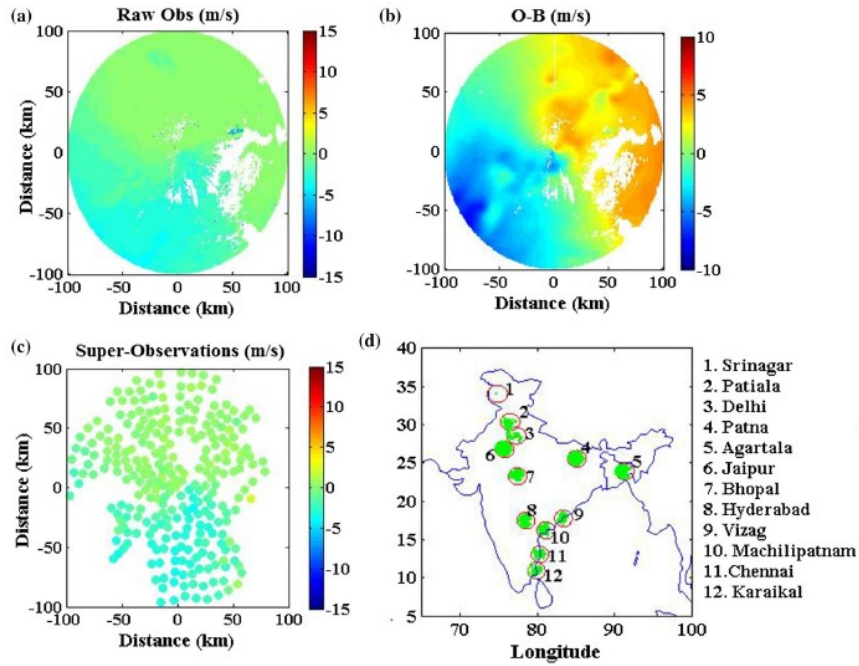 (a) Raw Obs (m/s)
100
50
0
-50
-100
Distance (km)
-100 -50 0 50 100
Distance (km)
15
10
5
0
-5
-10
-15
(b) O-B (m/s)
100
50
0
-50
-100
Distance (km)
-100 -50 0 50 100
Distance (km)
10
5
0
-5
-10
(c) Super-Observations (m/s)
100
50
0
-50
-100
Distance (km)
-100 -50 0 50 100
Distance (km)
15
10
5
0
-5
-10
-15
(d)
40
35
30
25
20
15
10
5
70 80 90 100
Longitude
1
2
3
4
5
6
7
8
9
10
11
12
1. Srinagar
2. Patiala
3. Delhi
4. Patna
5. Agartala
6. Jaipur
7. Bhopal
8. Hyderabad
9. Vizag
10. Machilipatnam
11.Chennai
12. Karaikal